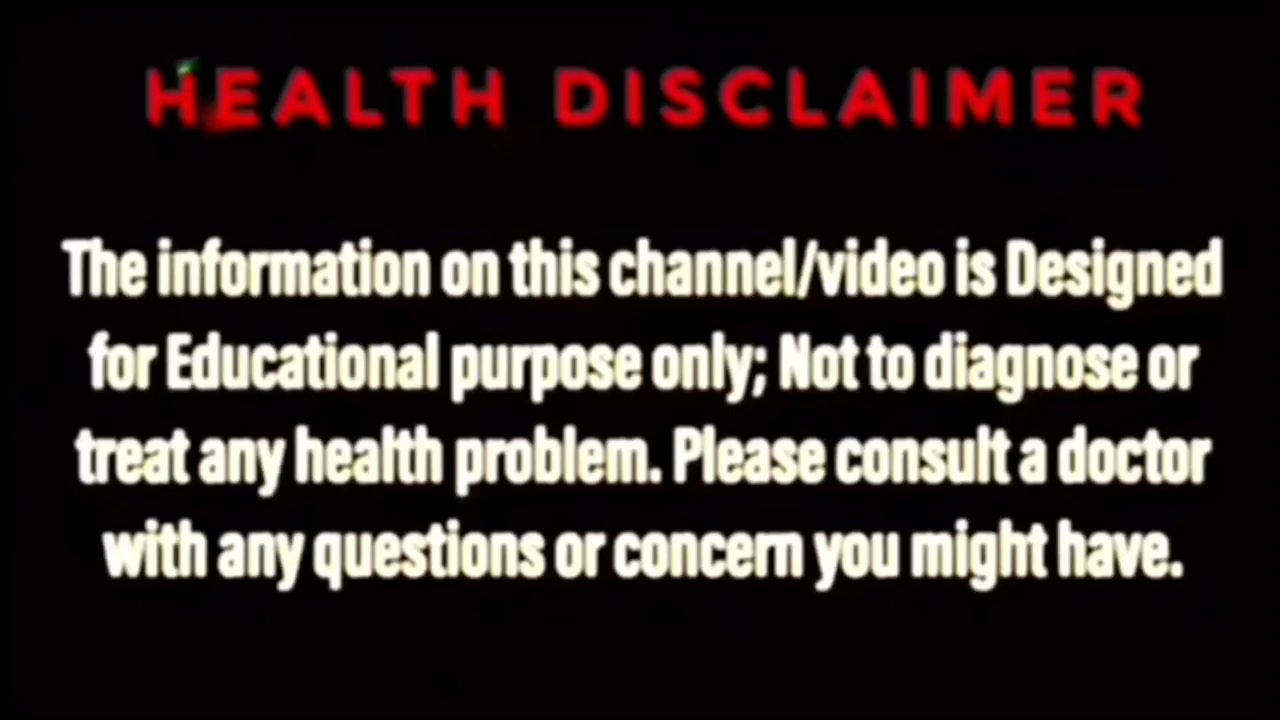 HEALTH DISCLAIMER
The information on this channel/video is Designed
for Educational purpose only; Not to diagnose or
treat any health problem. Please consult a doctor
with any questions or concern you might have.